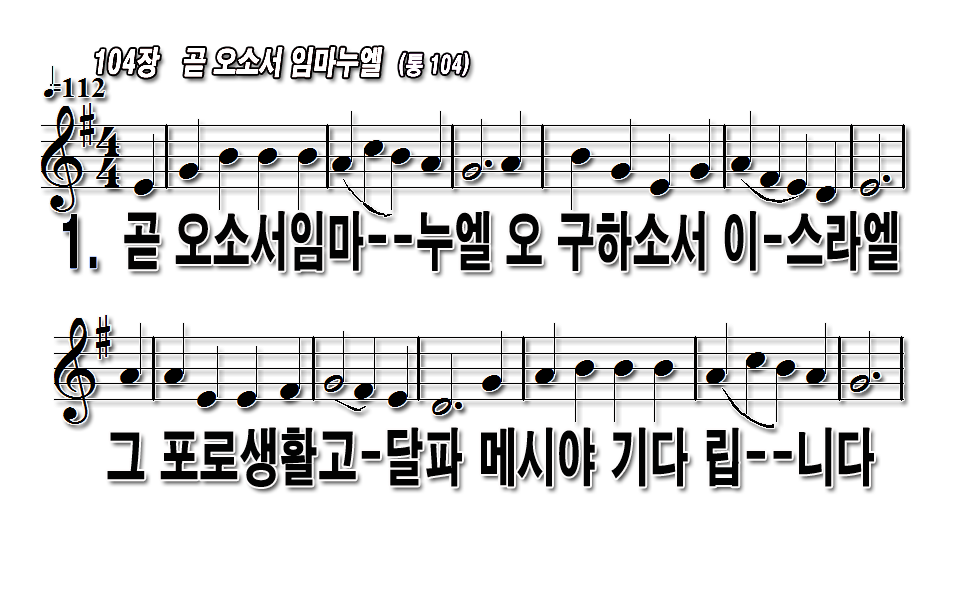 104장 곧 오소서 임마누엘 (통 104)
♩=112
4
4
1. 곧 오소서임마--누엘 오 구하소서 이-스라엘
그 포로생활고-달파 메시야 기다 립--니다